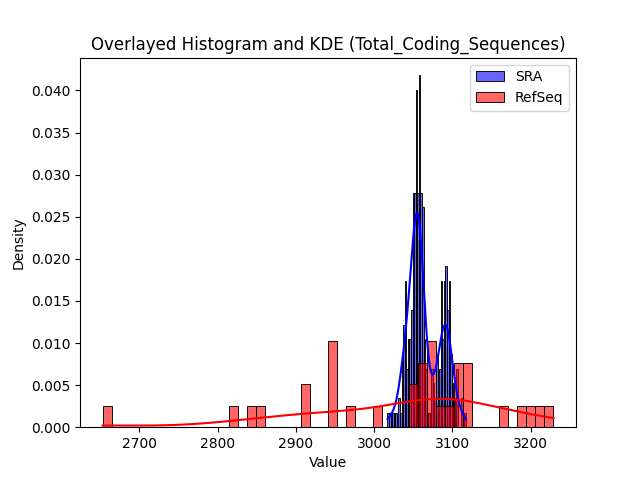 Overlayed Histogram and KDE (Total_Coding_Sequences)
SRA
RefSeq
0.040
0.035
0.030
0.025
0.020
0.015
0.010
0.005
0.000
Density
2700 2800 2900 3000 3100 3200
Value